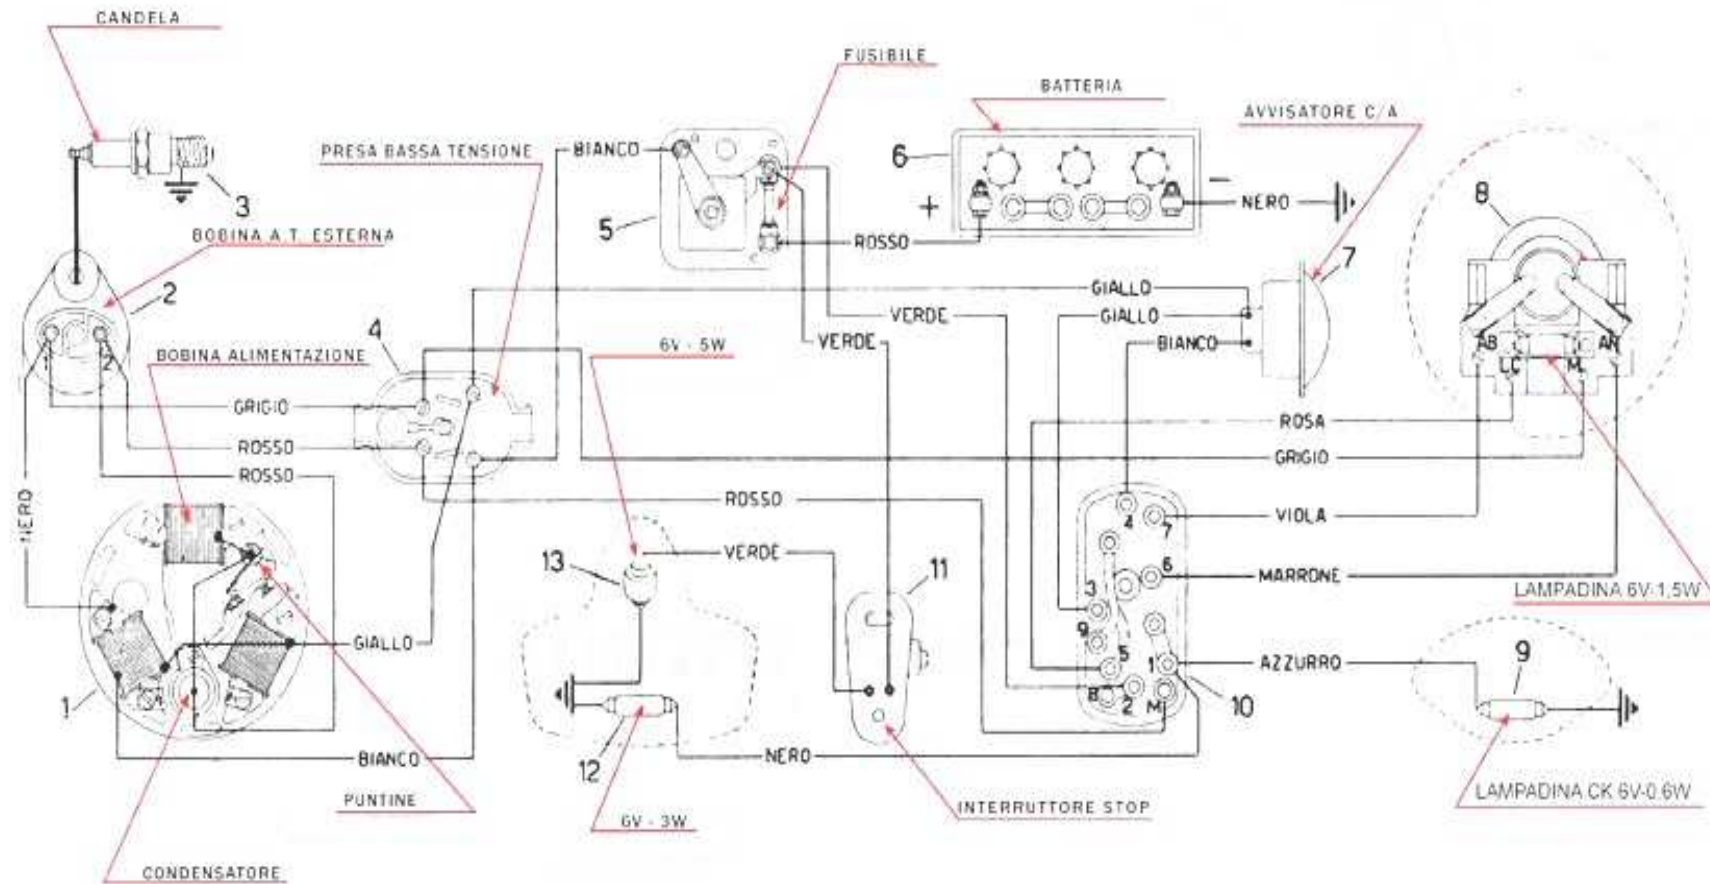 CANDELA
FUSIBILE
BATTERIA
AVVISATORE C/A
PRESA BASSA TENSIONE
BIANCO
6
8
3
5
+
-
NERO
7
BOBINA A.T. ESTERNA
ROSSO
2
GIALLO
4
VERDE
GIALLO
1
2
BOBINA ALIMENTAZIONE
6V - 5W
VERDE
BIANCO
AB
LC
M
AN
GRIGIO
ROSA
ROSSO
GRIGIO
ROSSO
NERO
ROSSO
4
7
VIOLA
13
VERDE
11
6
MARRONE
3
LAMPADINA 6V-1,5W
GIALLO
9
5
1
AZZURRO
9
1
8
2
M
10
BIANCO
12
NERO
PUNTINE
6V - 3W
INTERRUTTORE STOP
LAMPADINA CK 6V-0.6W
CONDENSATORE